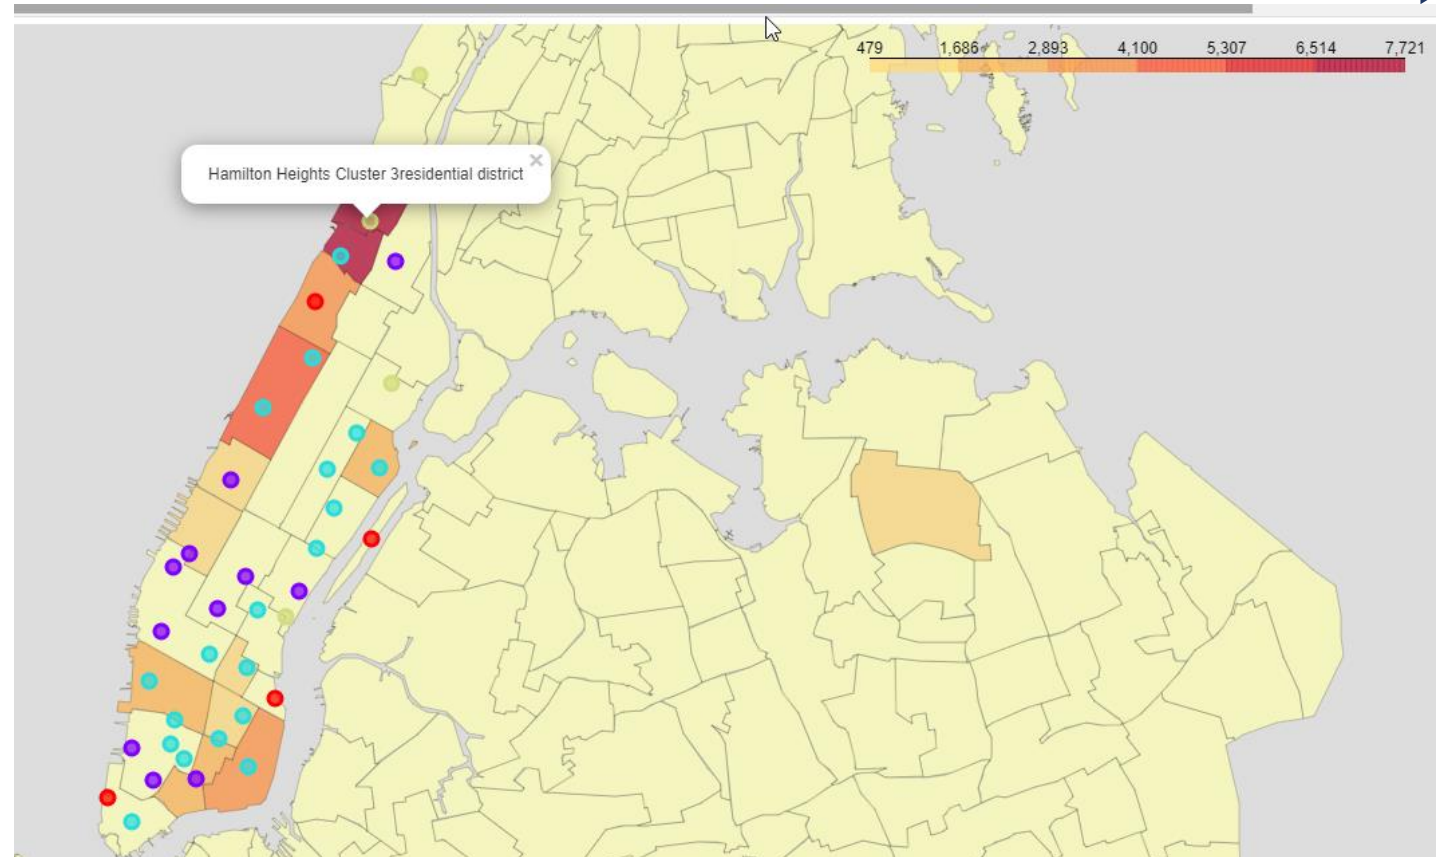 479 1,686 2,893 4,100 5,307 6,514 7,721
Hamilton Heights Cluster 3residential district ×